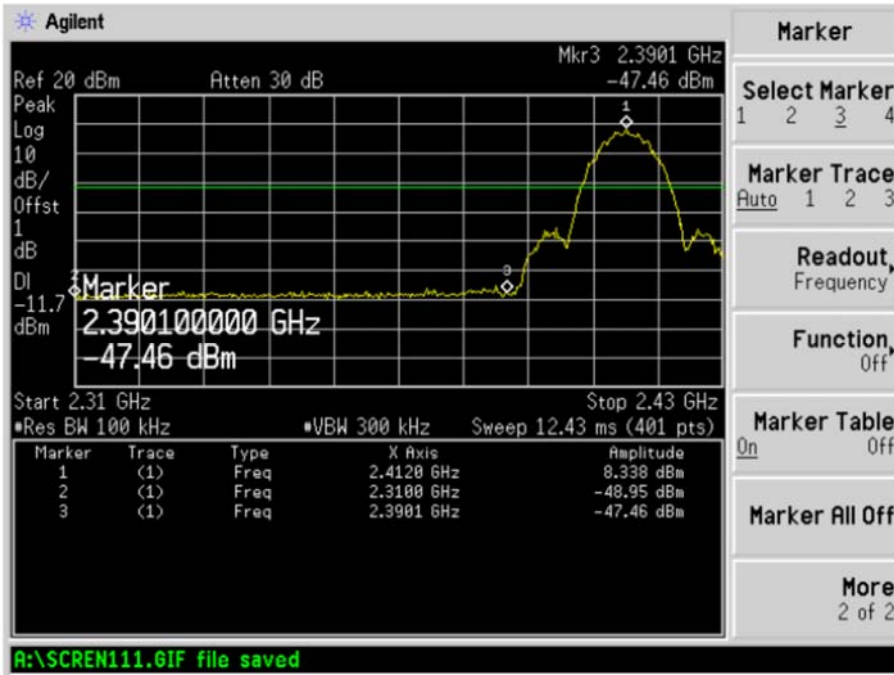 Agilent
Mkr3 2.3901 GHz
Ref 20 dBm Atten 30 dB -47.46 dBm
Peak
Log
10
dB/
Offst
1
dB
DI
-11.7
dBm
1
2
3
Marker
2.390100000 GHz
-47.46 dBm
Start 2.31 GHz Stop 2.43 GHz
#Res BW 100 kHz #VBW 300 kHz Sweep 12.43 ms (401 pts)
Marker Trace Type X Axis Amplitude
1 (1) Freq 2.4120 GHz 8.338 dBm
2 (1) Freq 2.3100 GHz -48.95 dBm
3 (1) Freq 2.3901 GHz -47.46 dBm
A:\SCREN111.GIF file saved
Marker
Select Marker
1 2 3 4
Marker Trace
Auto 1 2 3
Readout
Frequency
Function
Off
Marker Table
On Off
Marker All Off
More
2 of 2